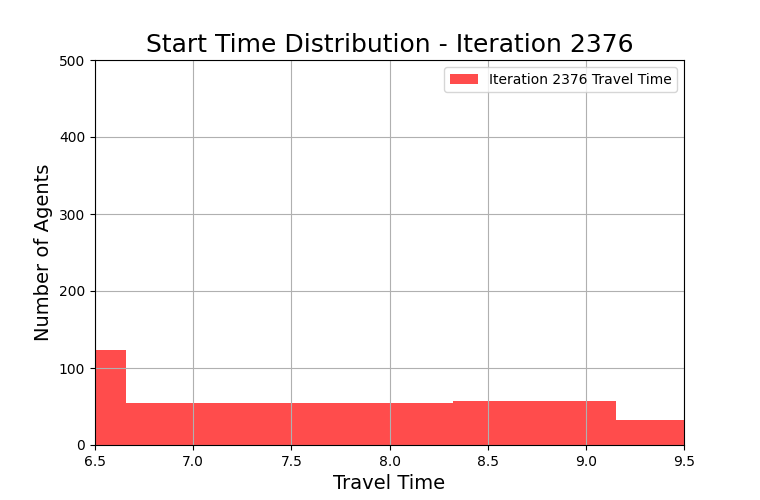 Start Time Distribution - Iteration 2376
500
400
300
200
100
0
Number of Agents
Iteration 2376 Travel Time
6.5 7.0 7.5 8.0 8.5 9.0 9.5
Travel Time